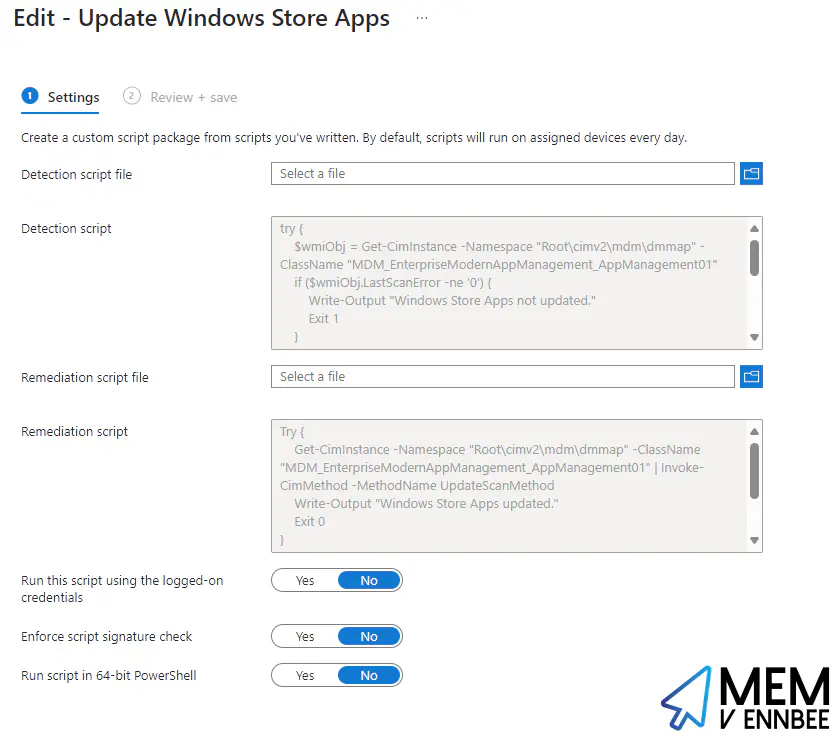 Edit - Update Windows Store Apps ...
1 Settings 2 Review + save
Create a custom script package from scripts you've written. By default, scripts will run on assigned devices every day.
Detection script file Select a file
Detection script
try {
$wmiObj = Get-CimInstance -Namespace "Root\cimv2\mdm\dmmap" -
ClassName "MDM_EnterpriseModernAppManagement_AppManagement01"
if ($wmiObj.LastScanError -ne '0') {
Write-Output "Windows Store Apps not updated."
Exit 1
}
Remediation script file Select a file
Remediation script
Try {
Get-CimInstance -Namespace "Root\cimv2\mdm\dmmap" -ClassName
"MDM_EnterpriseModernAppManagement_AppManagement01" | Invoke-
CimMethod -MethodName UpdateScanMethod
Write-Output "Windows Store Apps updated."
Exit 0
}
Run this script using the logged-on
credentials
Yes No
Enforce script signature check Yes No
Run script in 64-bit PowerShell Yes No
MEM
V ENNBEE